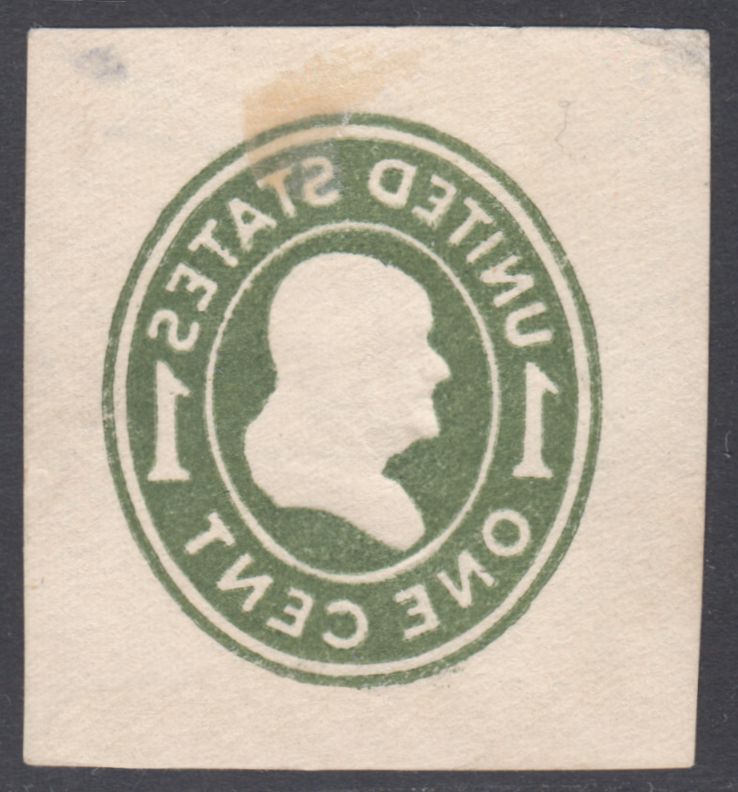 UNITED STATES
1 1
ONE CENT